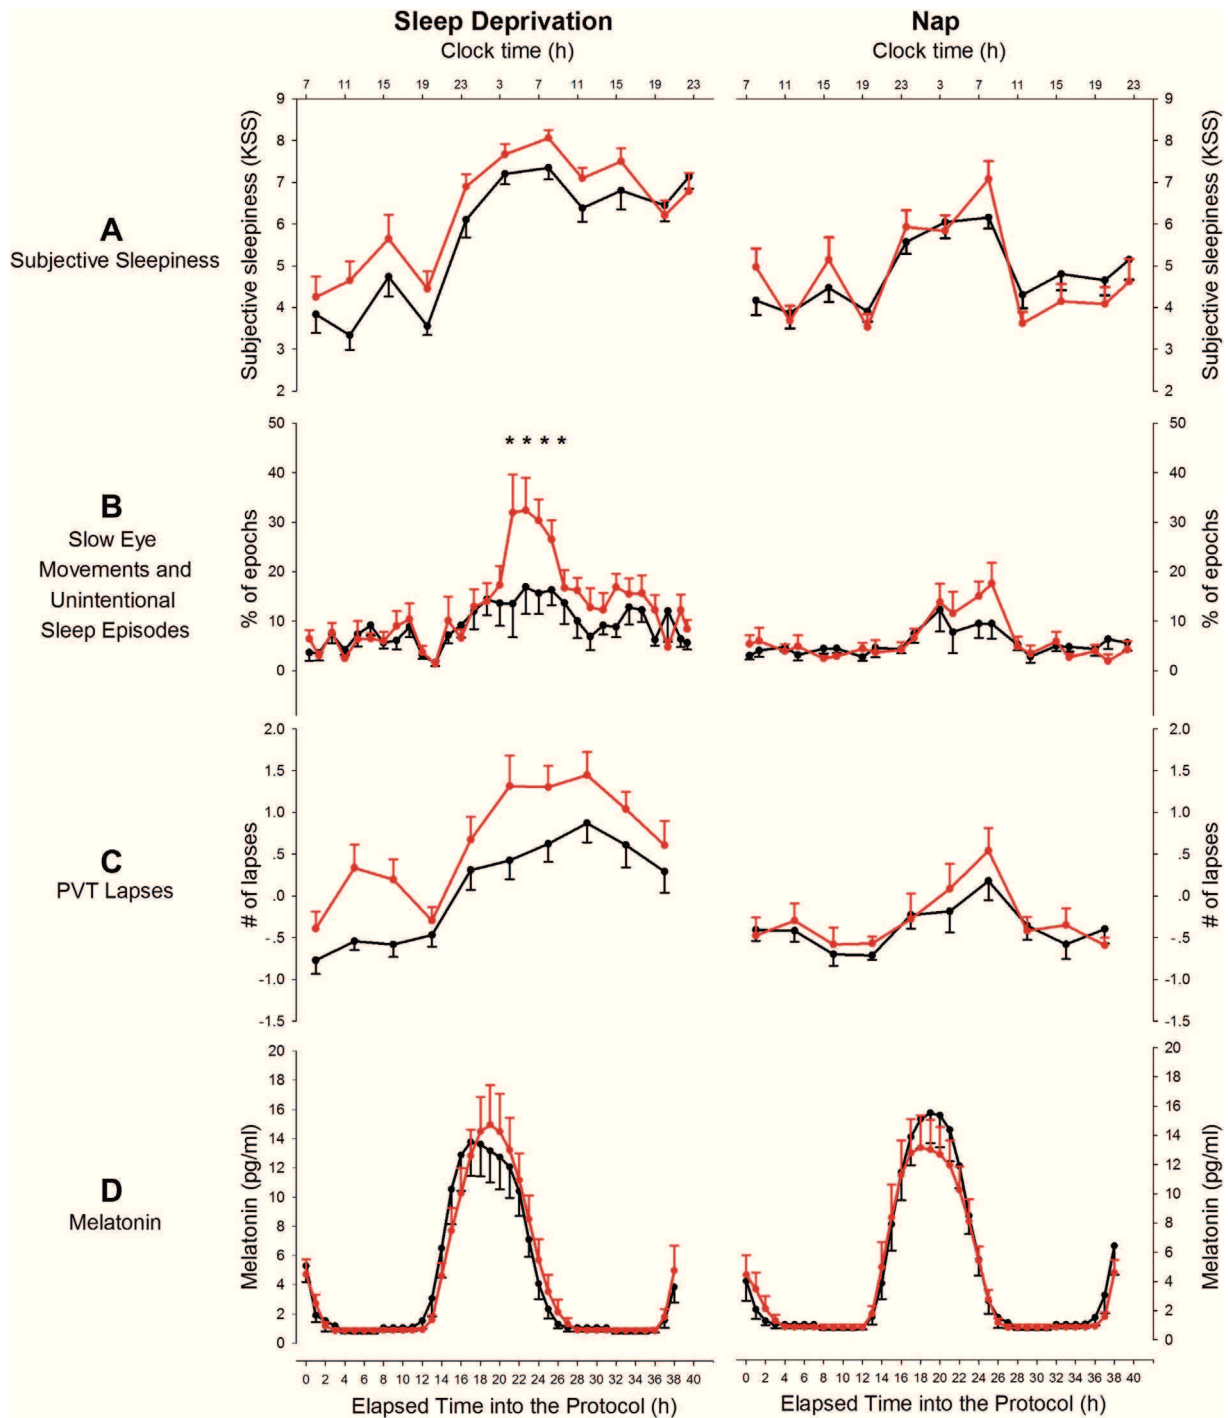 Sleep Deprivation
Nap
Clock time (h)
Clock time (h)
7 11 15 19 23 3 7 11 15 19 23
7 11 15 19 23 3 7 11 15 19 23
A
Subjective Sleepiness
Subjective sleepiness (KSS)
9
8
7
6
5
4
3
2
9
8
7
6
5
4
3
2
Subjective sleepiness (KSS)
B
Slow Eye
Movements and
Unintentional
Sleep Episodes
% of epochs
50
40
30
20
10
0
* * * *
50
40
30
20
10
0
% of epochs
C
PVT Lapses
# of lapses
2.0
1.5
1.0
.5
.0
-.5
-1.0
-1.5
2.0
1.5
1.0
.5
.0
-.5
-1.0
-1.5
# of lapses
D
Melatonin
Melatonin (pg/ml)
20
18
16
14
12
10
8
6
4
2
0
20
18
16
14
12
10
8
6
4
2
0
Melatonin (pg/ml)
0 2 4 6 8 10 12 14 16 18 20 22 24 26 28 30 32 34 36 38 40
0 2 4 6 8 10 12 14 16 18 20 22 24 26 28 30 32 34 36 38 40
Elapsed Time into the Protocol (h)
Elapsed Time into the Protocol (h)